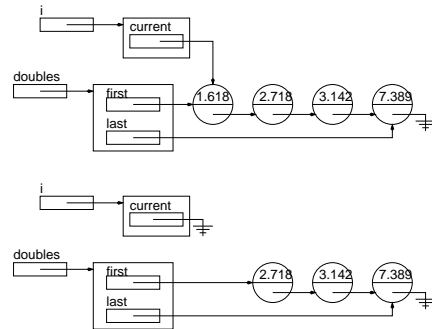 i
current
doubles
first
1.618 2.718 3.142 7.389
last
i
current
doubles
first
2.718 3.142 7.389
last